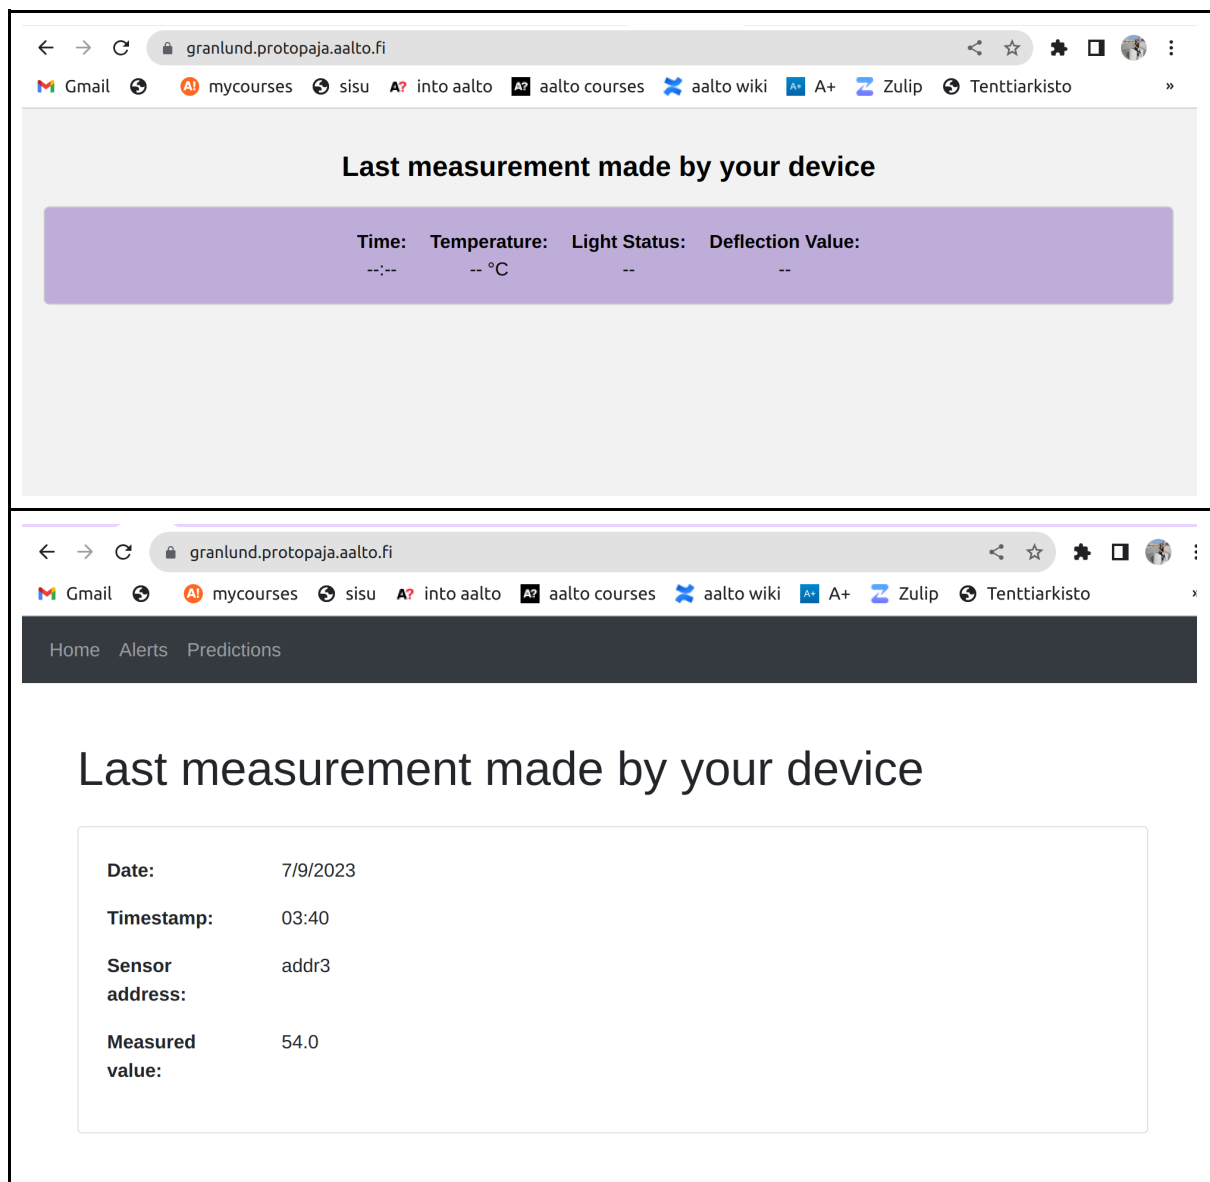 granlund.protopaja.aalto.fi
Gmail A! mycourses sisu A? into aalto A? aalto courses aalto wiki A+ A+ Zulip Tenttiarkisto »
Last measurement made by your device
Time: Temperature: Light Status: Deflection Value:
--:-- -- °C -- --
granlund.protopaja.aalto.fi
Gmail A! mycourses sisu A? into aalto A? aalto courses aalto wiki A+ A+ Zulip Tenttiarkisto »
Home Alerts Predictions
Last measurement made by your device
Date: 7/9/2023
Timestamp: 03:40
Sensor addr3
address:
Measured 54.0
value: